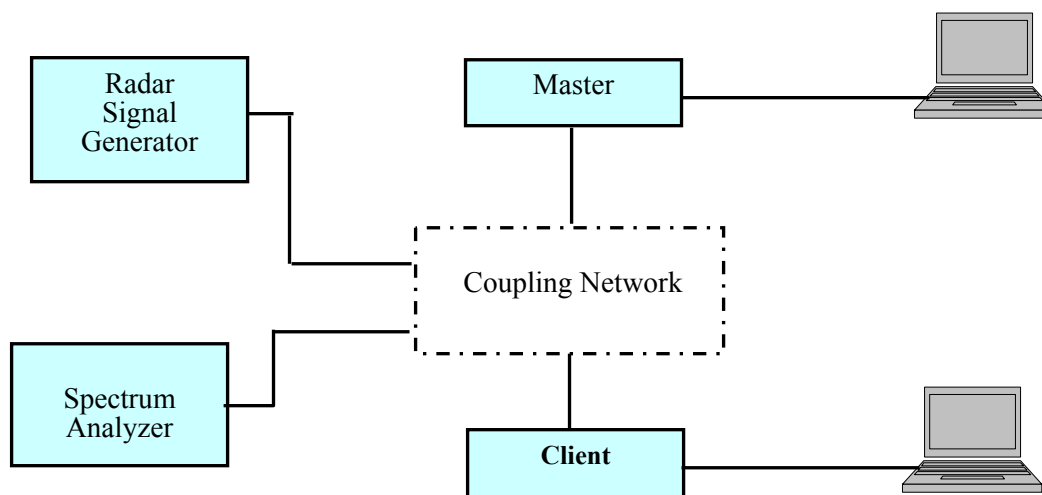 Radar
Signal
Generator
Master
Coupling Network
Spectrum
Analyzer
Client